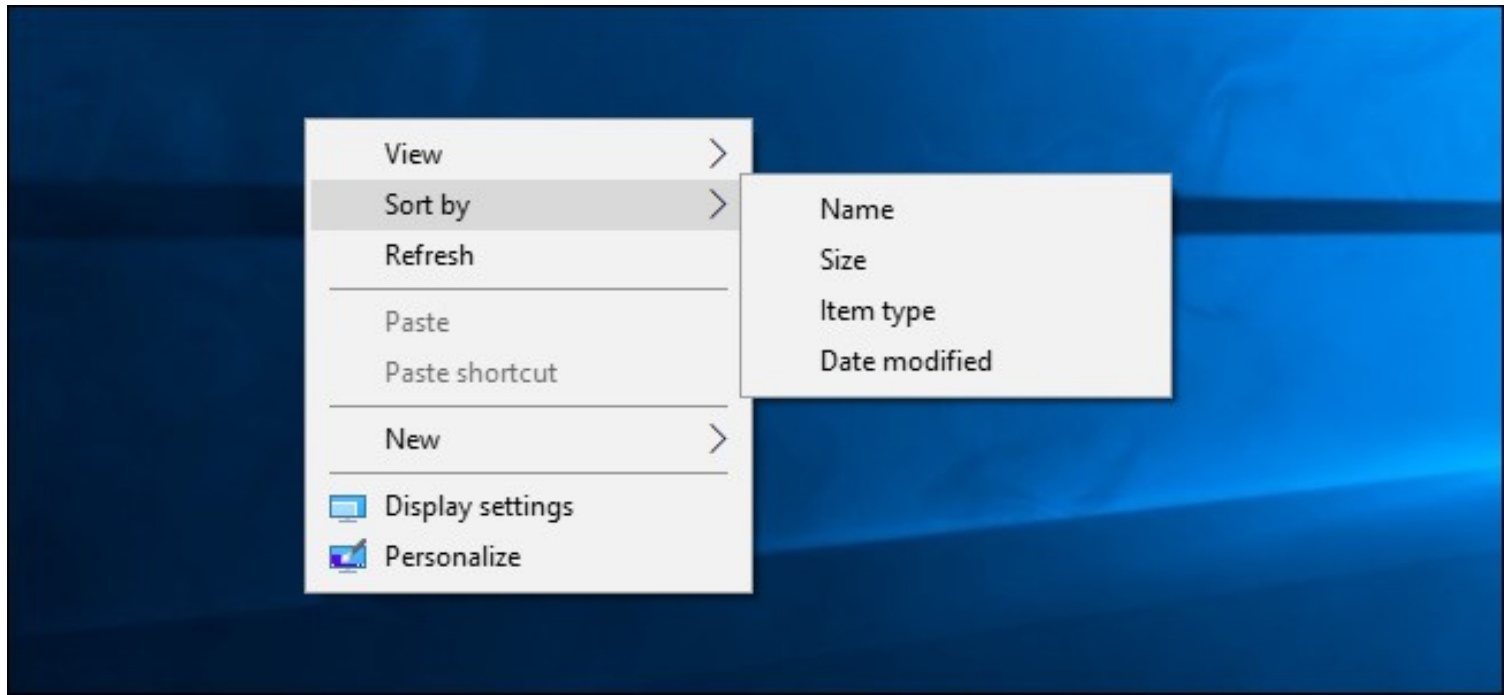 View
Sort by
Refresh
Paste
Paste shortcut
New
Display settings
Personalize
Name
Size
Item type
Date modified